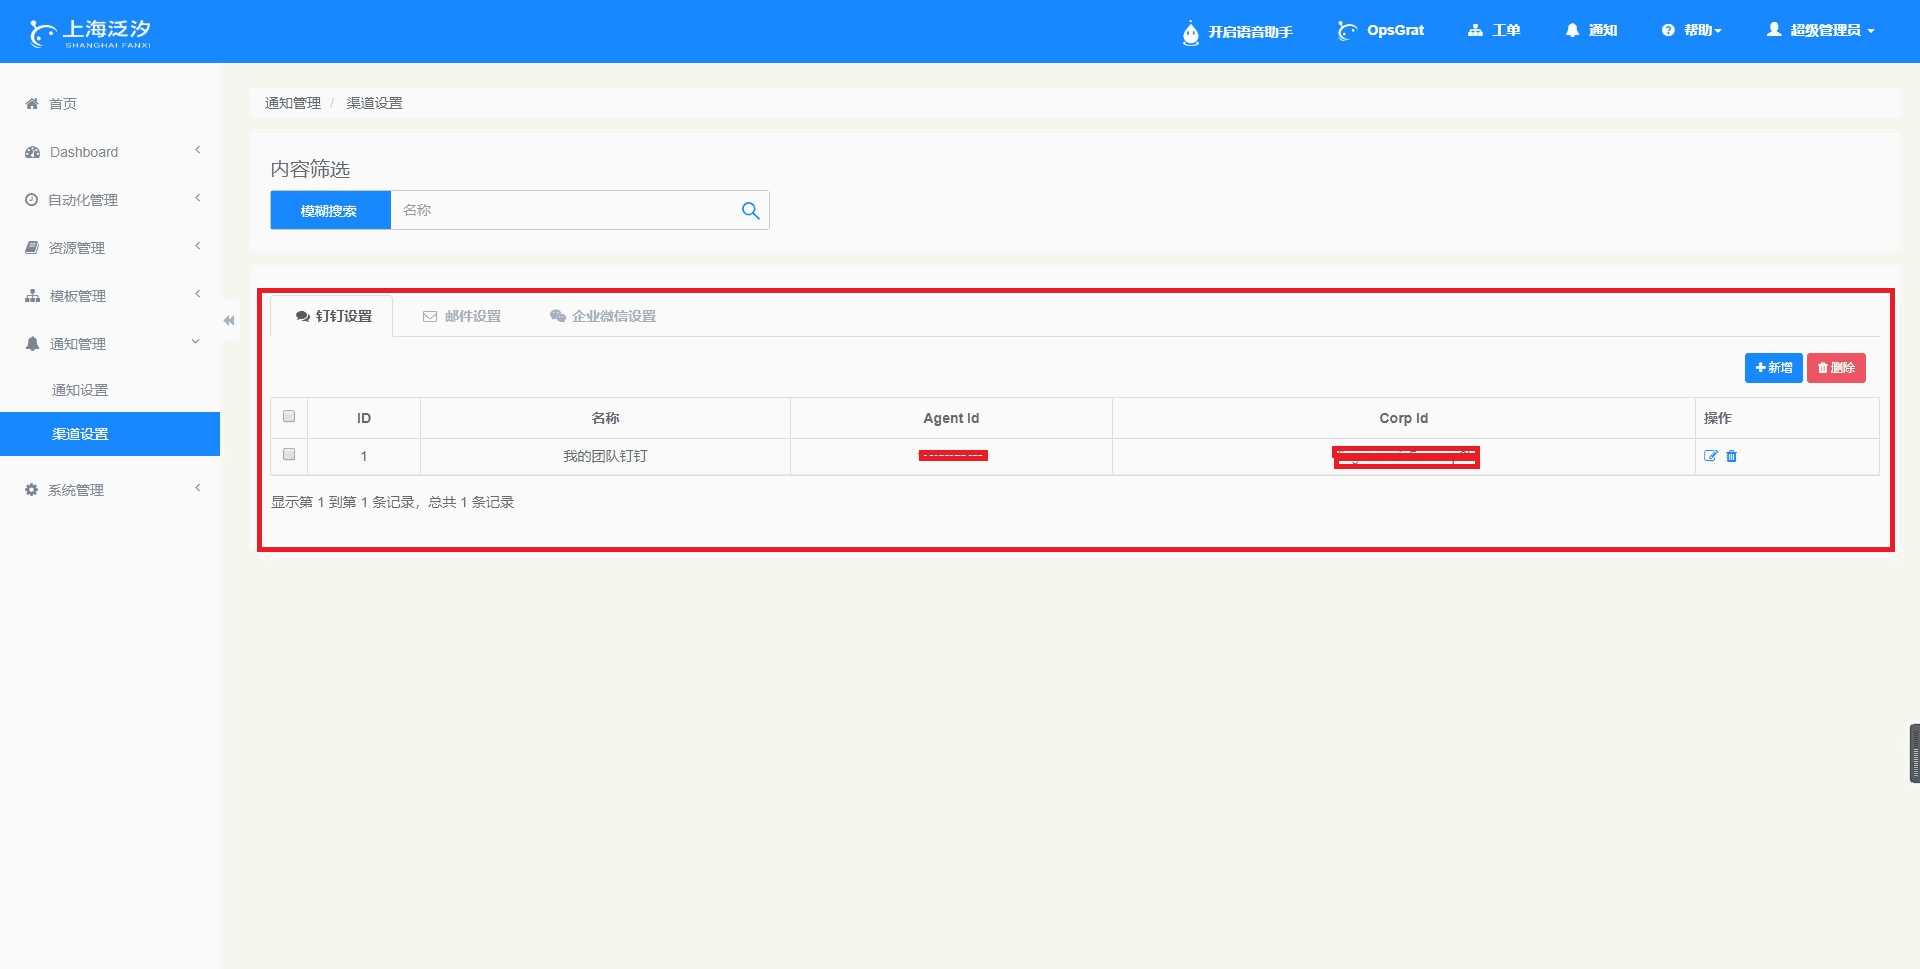 上海泛汐
SHANGHAI FANXI
开启语音助手
OpsGrat
工单
通知
帮助
超级管理员
首页
Dashboard
自动化管理
资源管理
模板管理
通知管理
通知设置
渠道设置
系统管理
通知管理 / 渠道设置
内容筛选
模糊搜索 名称
钉钉设置 邮件设置 企业微信设置
新增 删除
ID 名称 Agent Id Corp Id 操作
1 我的团队钉钉
显示第 1 到第 1 条记录，总共 1 条记录